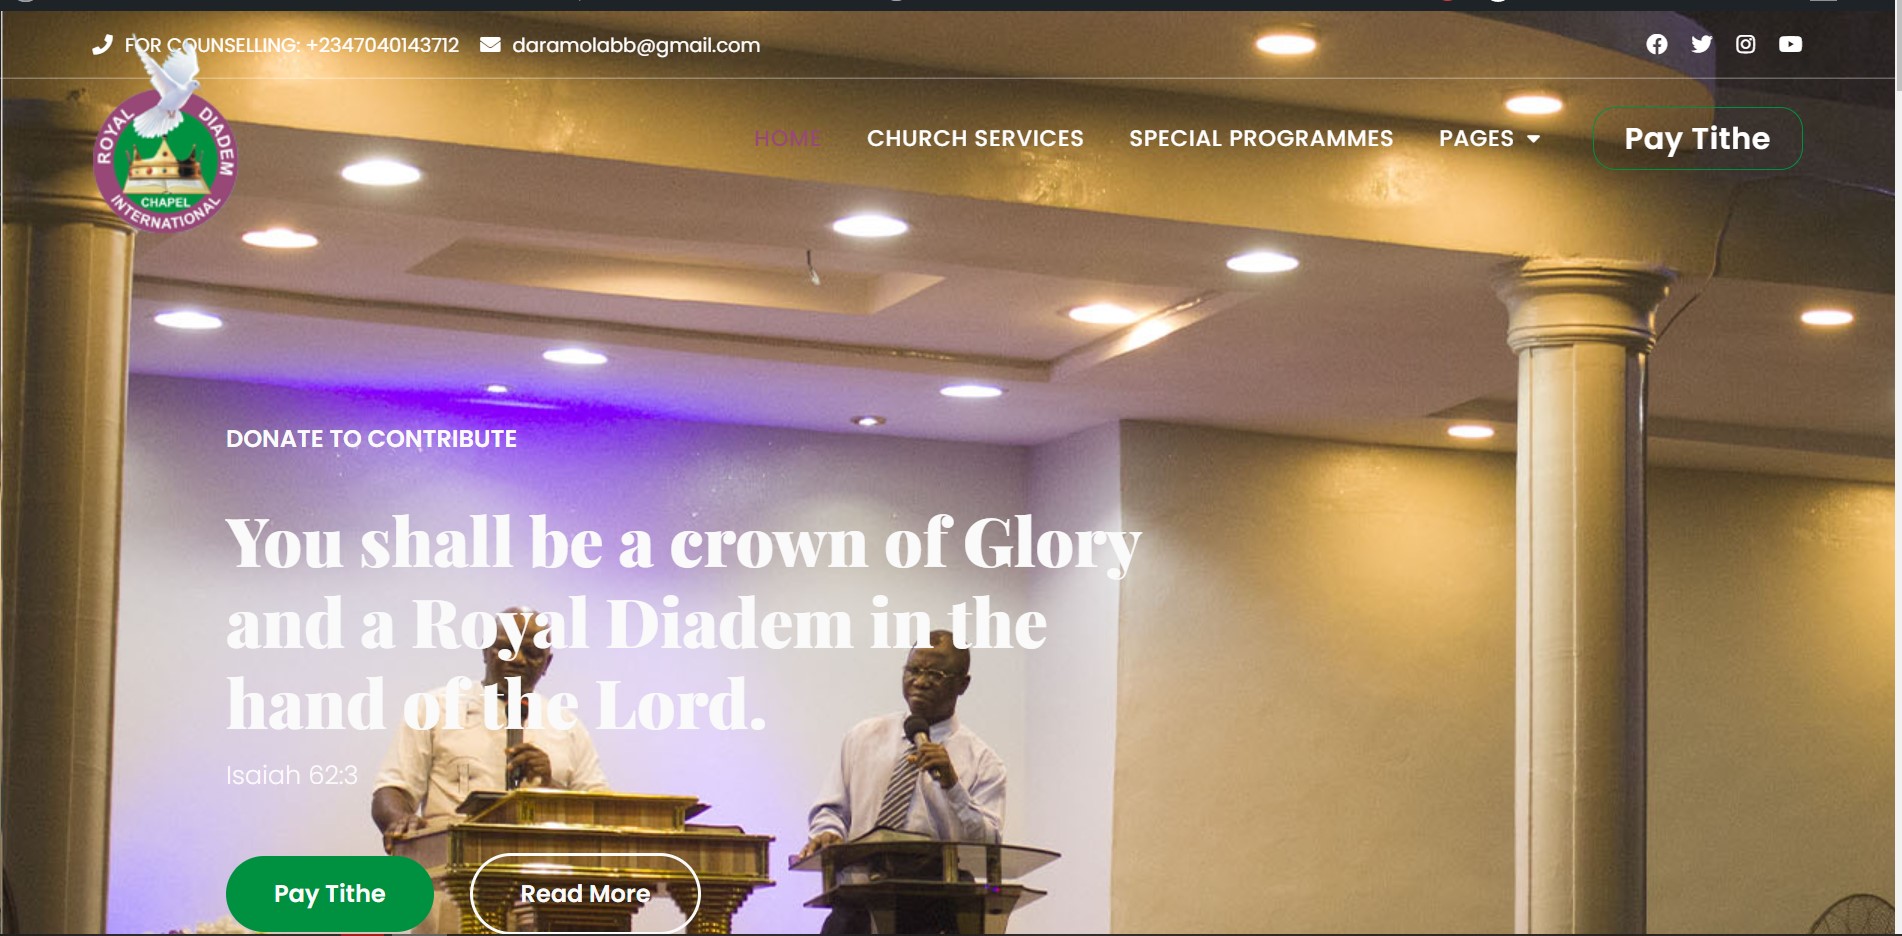 FOR COUNSELLING: +2347040143712 daramolabb@gmail.com
ROYAL DIADEM
CHAPEL
INTERNATIONAL
HOME CHURCH SERVICES SPECIAL PROGRAMMES PAGES Pay Tithe
DONATE TO CONTRIBUTE
You shall be a crown of Glory
and a Royal Diadem in the
hand of the Lord.
Isaiah 62:3
Pay Tithe Read More